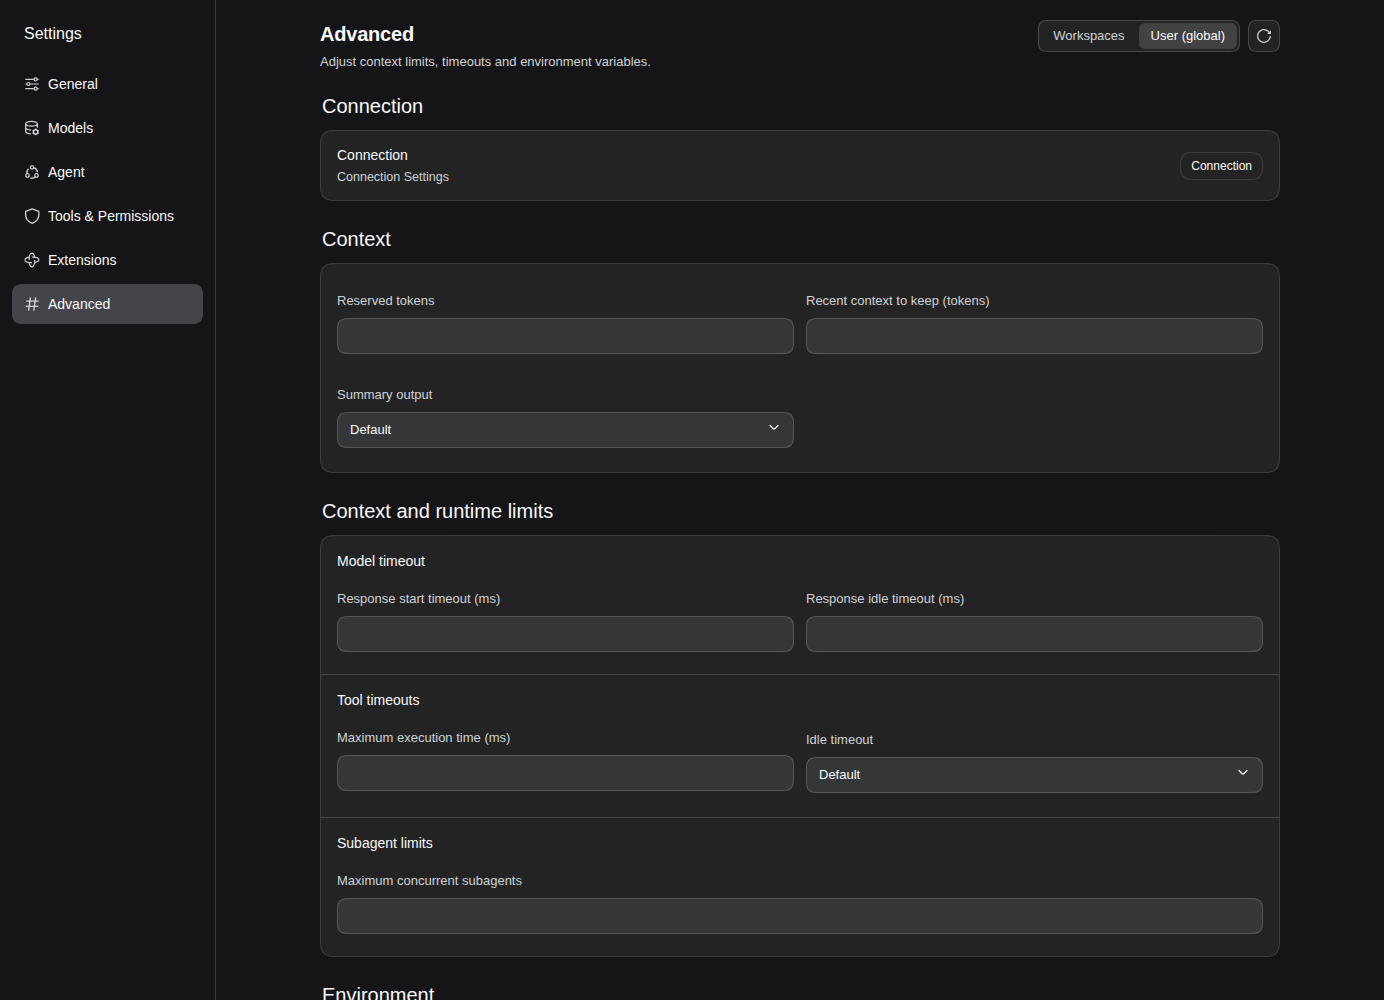 Settings
General
Models
Agent
Tools & Permissions
Extensions
Advanced
Advanced
Adjust context limits, timeouts and environment variables.
Workspaces
User (global)
Connection
Connection
Connection Settings
Connection
Context
Reserved tokens
Recent context to keep (tokens)
Summary output
Default
Context and runtime limits
Model timeout
Response start timeout (ms)
Response idle timeout (ms)
Tool timeouts
Maximum execution time (ms)
Idle timeout
Default
Subagent limits
Maximum concurrent subagents
Environment